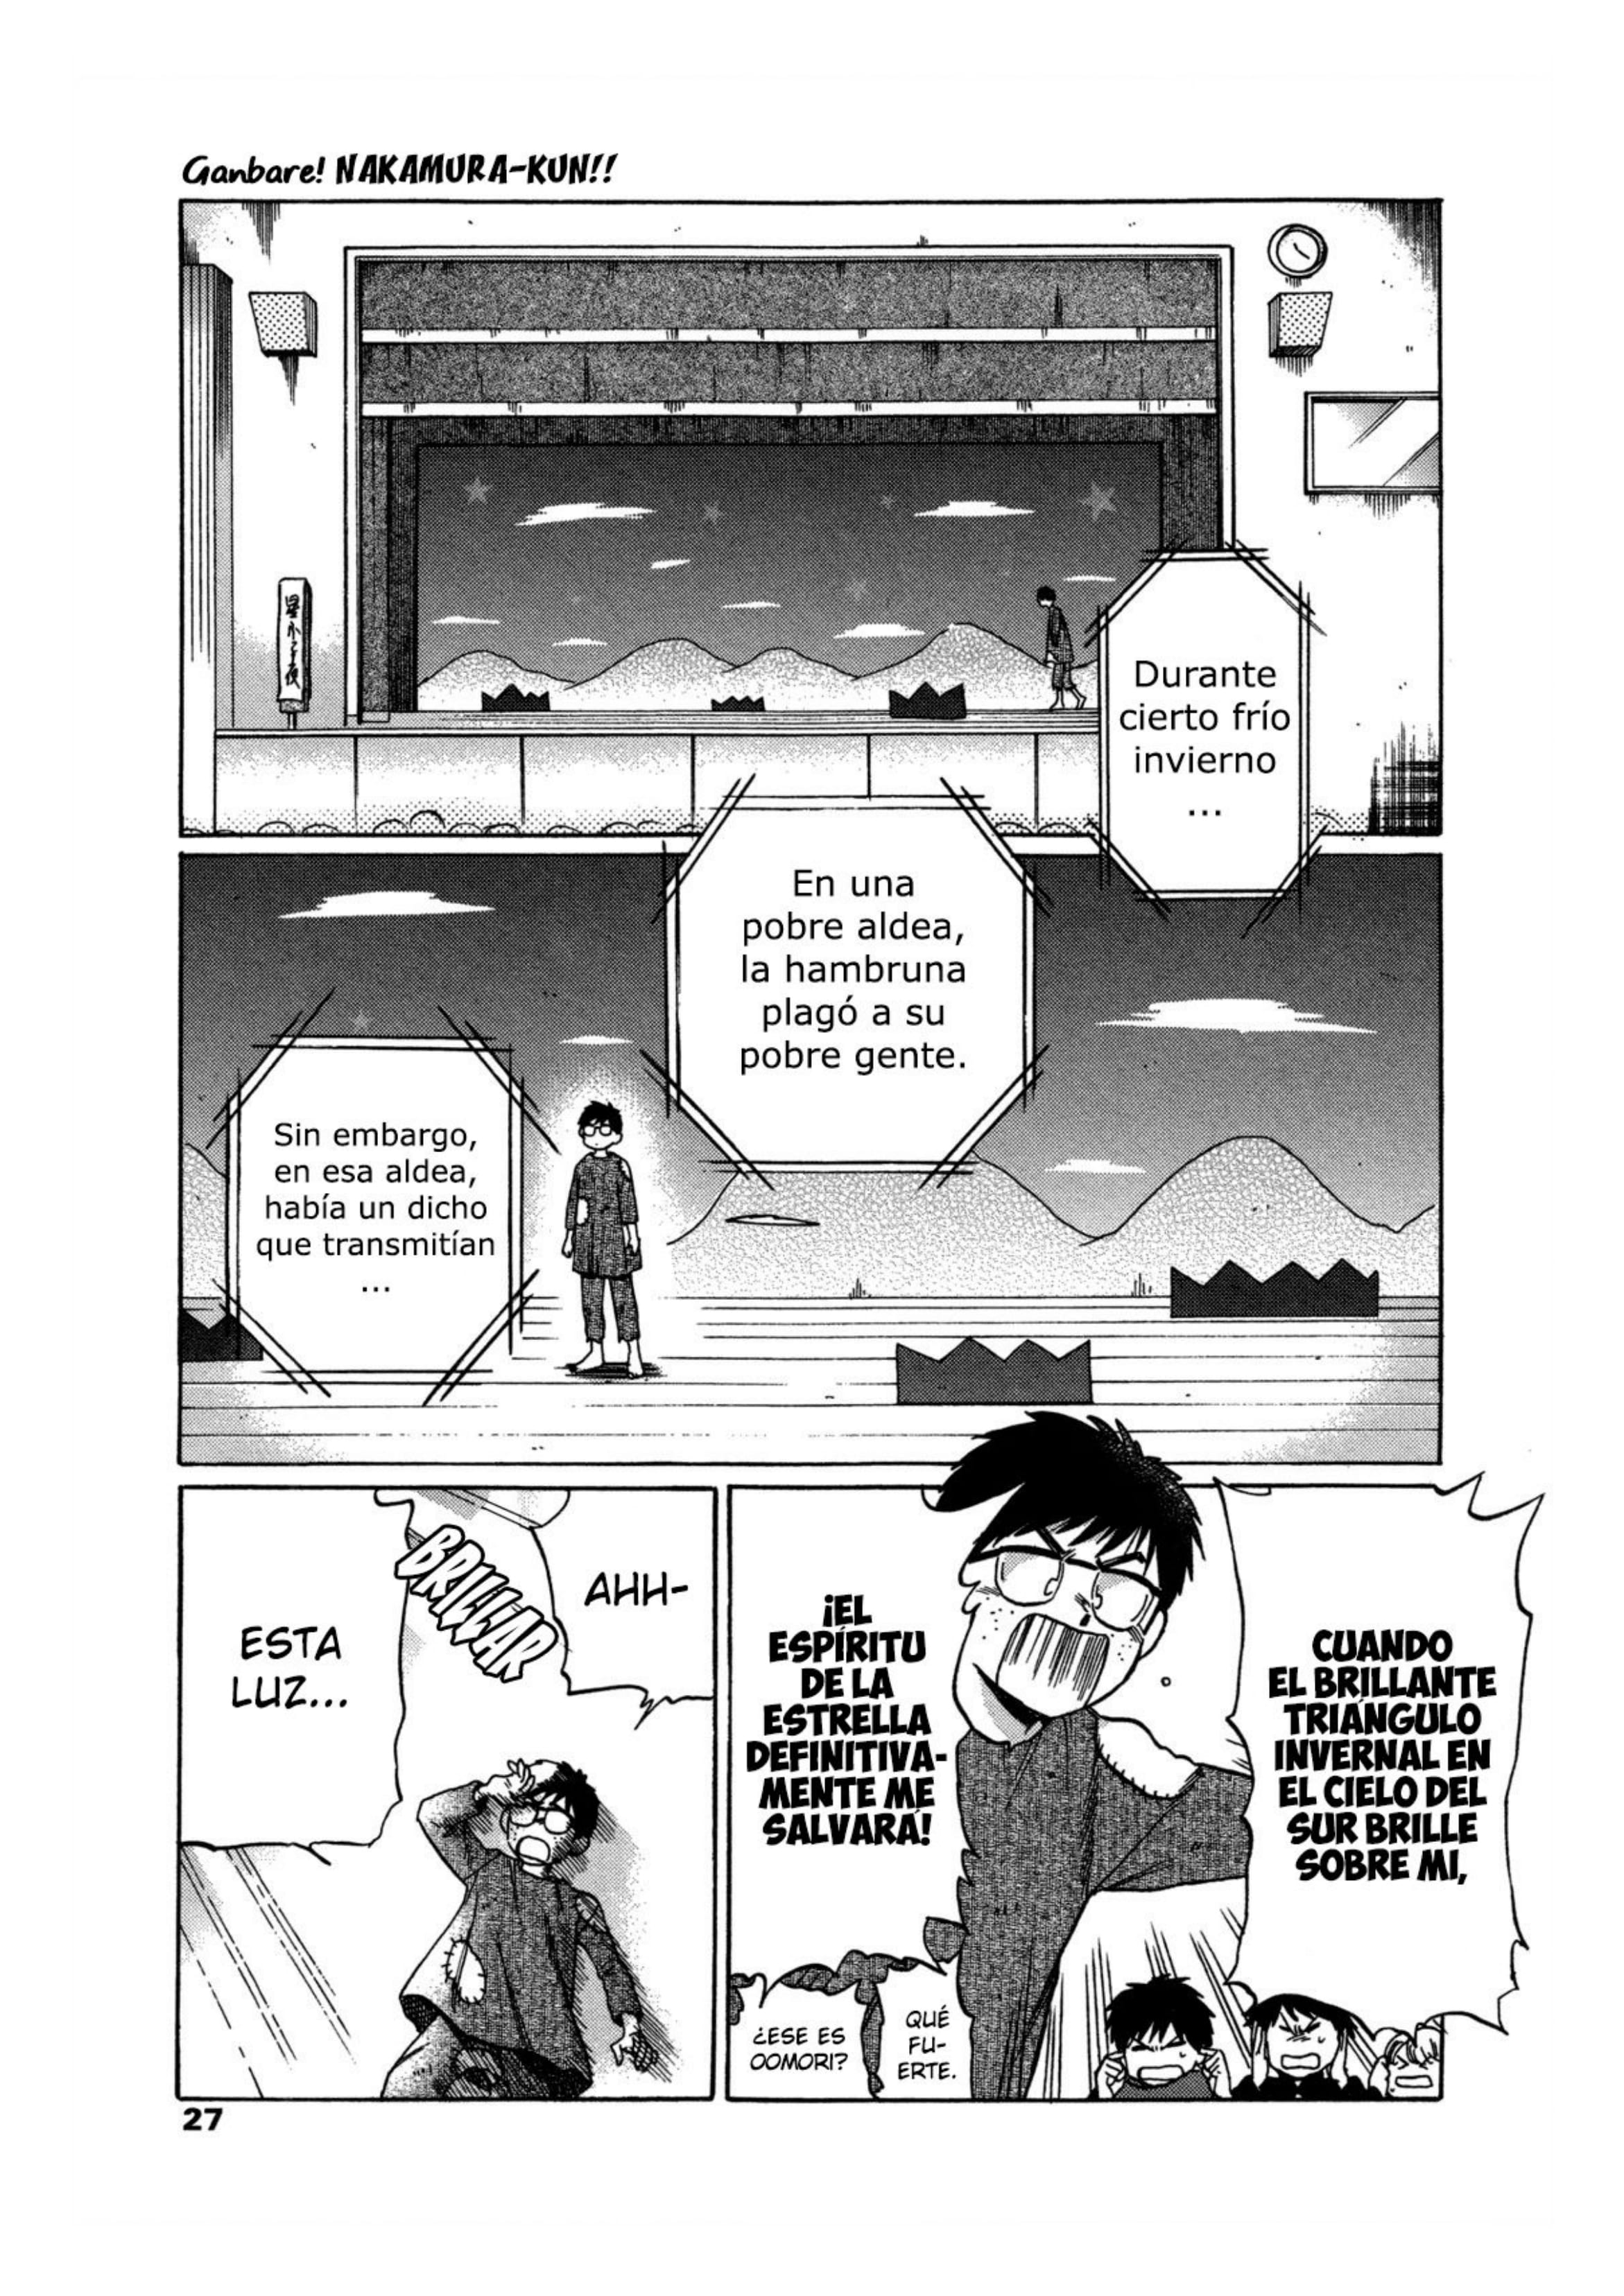 Ganbare! NAKAMURA-KUN!!
Durante
cierto frío
invierno
...
En una
pobre aldea,
la hambruna
plagó a su
pobre gente.
Sin embargo,
en esa aldea,
había un dicho
que transmitían
...
CUANDO
EL BRILLANTE
TRIÁNGULO
INVERNAL EN
EL CIELO DEL
SUR BRILLE
SOBRE MI,
¡EL
ESPÍRITU
DE LA
ESTRELLA
DEFINITIVA-
MENTE ME
SALVARÁ!
QUÉ
FU-
ERTE.
¿ESE ES
OOMORI?
AHH-
BRILLAR
ESTA
LUZ...
27